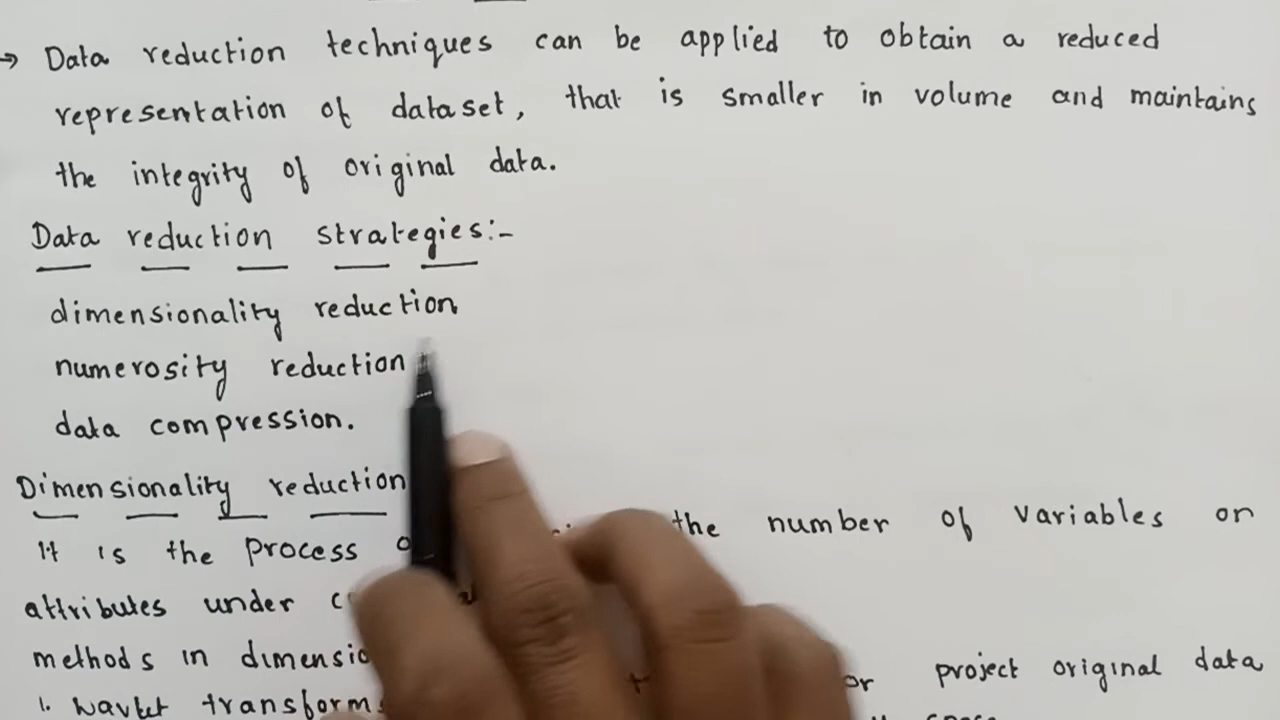 → Data reduction techniques can be applied to obtain a reduced
representation of dataset, that is smaller in volume and maintains
the integrity of original data.
Data reduction strategies:-
dimensionality reduction
numerosity reduction
data compression.
Dimensionality reduction
It is the process the number of variables or
attributes under
methods in or project original data
1. wavlet transforms